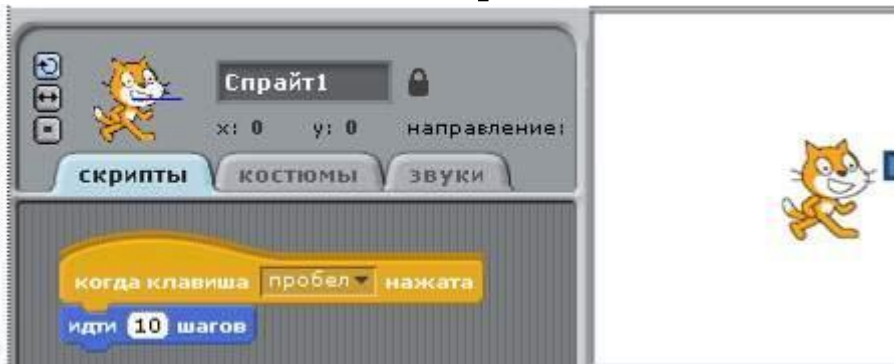 Спрайт1
x: 0 y: 0 направление:
скрипты костюмы звуки
когда клавиша пробел нажата
идти 10 шагов